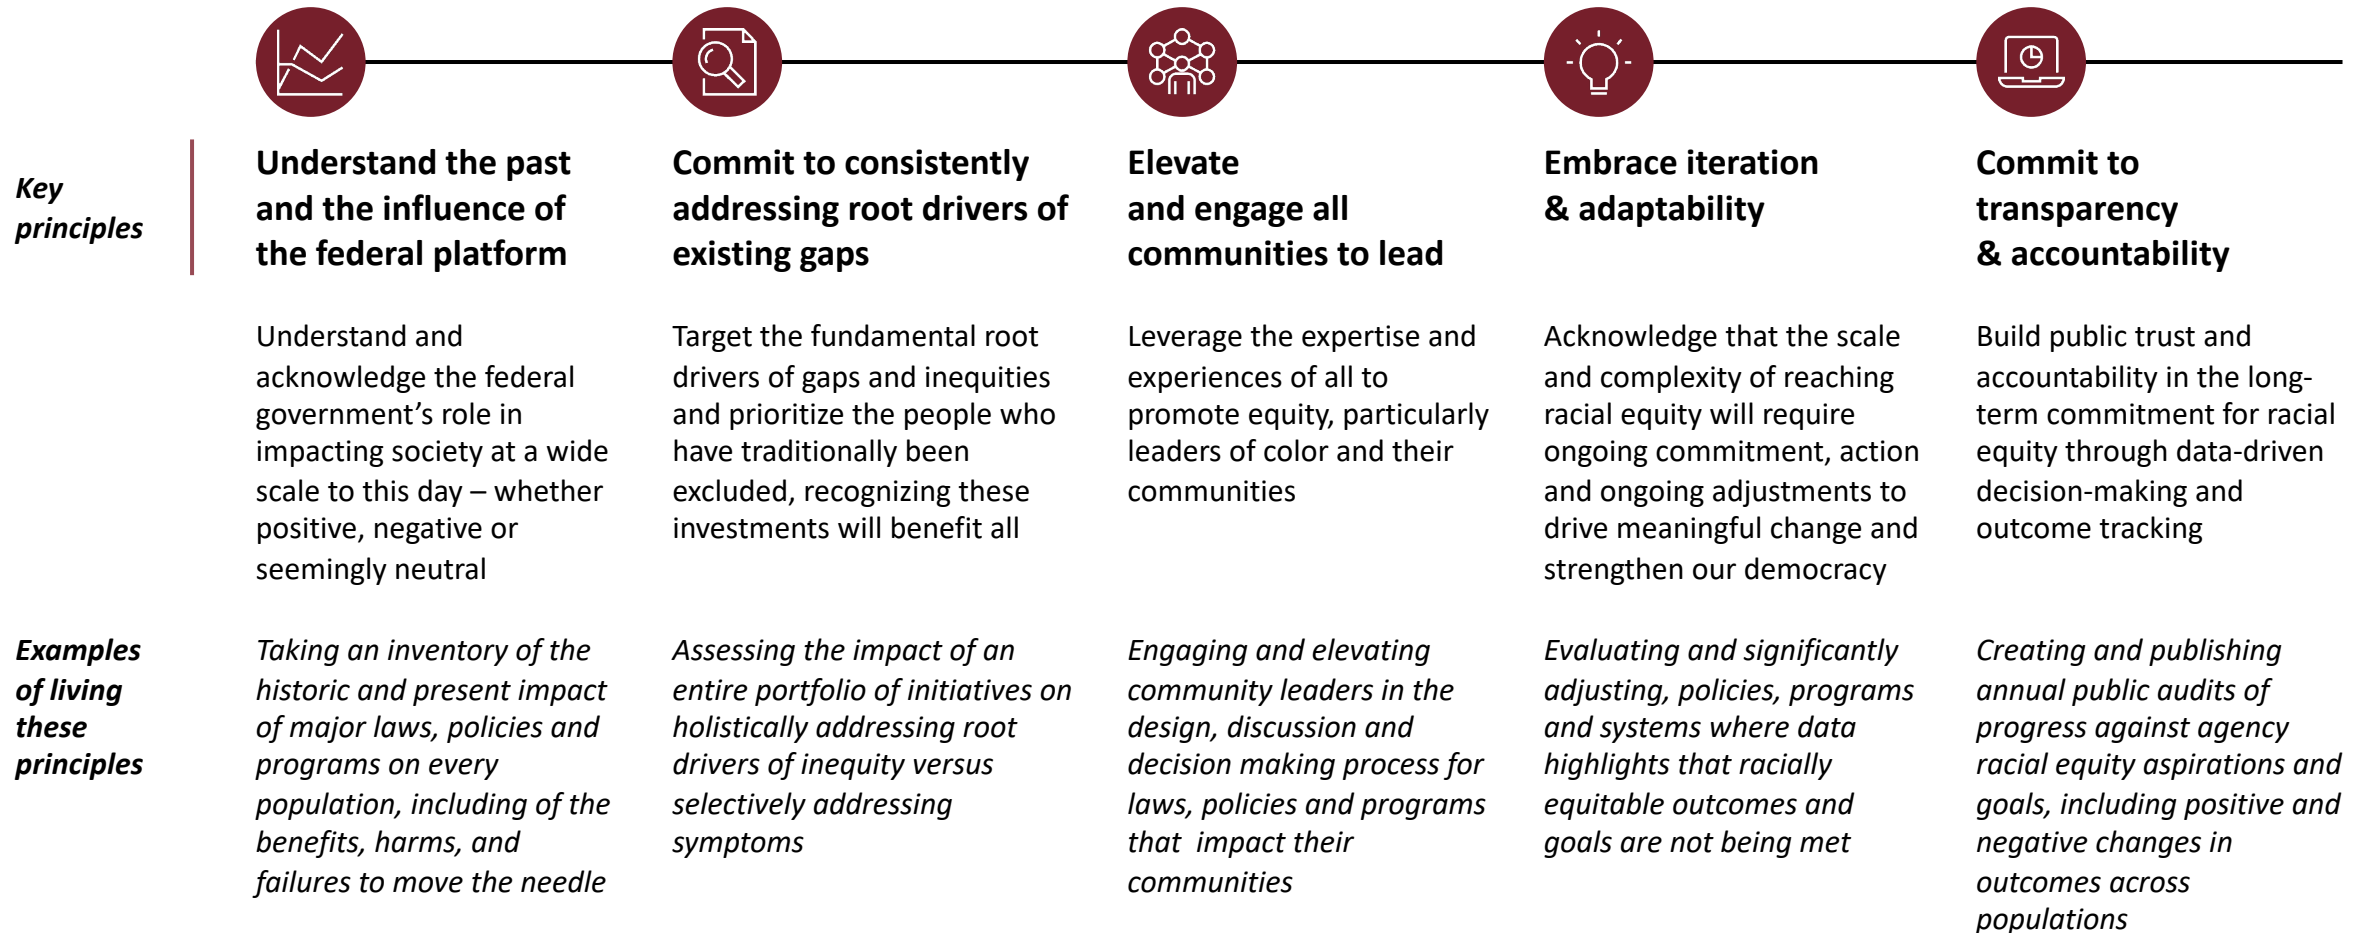 Key
principles
Understand the past
and the influence of
the federal platform
Commit to consistently
addressing root drivers of
existing gaps
Elevate
and engage all
communities to lead
Embrace iteration
& adaptability
Commit to
transparency
& accountability
Understand and
acknowledge the federal
government’s role in
impacting society at a wide
scale to this day – whether
positive, negative or
seemingly neutral
Target the fundamental root
drivers of gaps and inequities
and prioritize the people who
have traditionally been
excluded, recognizing these
investments will benefit all
Leverage the expertise and
experiences of all to
promote equity, particularly
leaders of color and their
communities
Acknowledge that the scale
and complexity of reaching
racial equity will require
ongoing commitment, action
and ongoing adjustments to
drive meaningful change and
strengthen our democracy
Build public trust and
accountability in the long-
term commitment for racial
equity through data-driven
decision-making and
outcome tracking
Examples
of living
these
principles
Taking an inventory of the
historic and present impact
of major laws, policies and
programs on every
population, including of the
benefits, harms, and
failures to move the needle
Assessing the impact of an
entire portfolio of initiatives on
holistically addressing root
drivers of inequity versus
selectively addressing
symptoms
Engaging and elevating
community leaders in the
design, discussion and
decision making process for
laws, policies and programs
that  impact their
communities
Evaluating and significantly
adjusting, policies, programs
and systems where data
highlights that racially
equitable outcomes and
goals are not being met
Creating and publishing
annual public audits of
progress against agency
racial equity aspirations and
goals, including positive and
negative changes in
outcomes across
populations